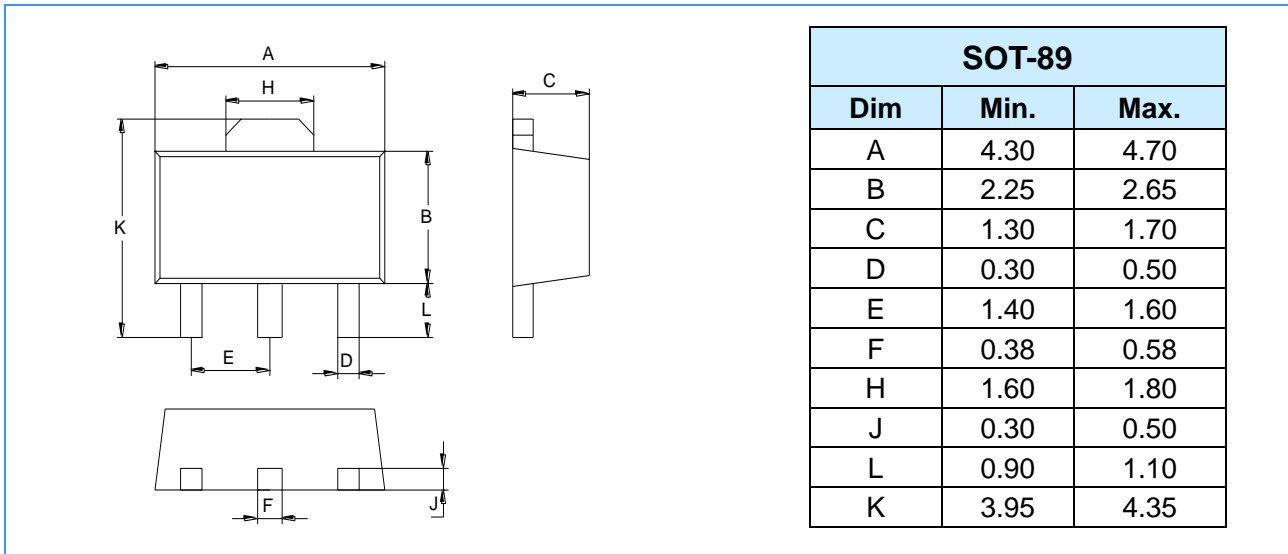 A
H
C
K
B
L
E
D
F
J
SOT-89
Dim Min. Max.
A 4.30 4.70
B 2.25 2.65
C 1.30 1.70
D 0.30 0.50
E 1.40 1.60
F 0.38 0.58
H 1.60 1.80
J 0.30 0.50
L 0.90 1.10
K 3.95 4.35